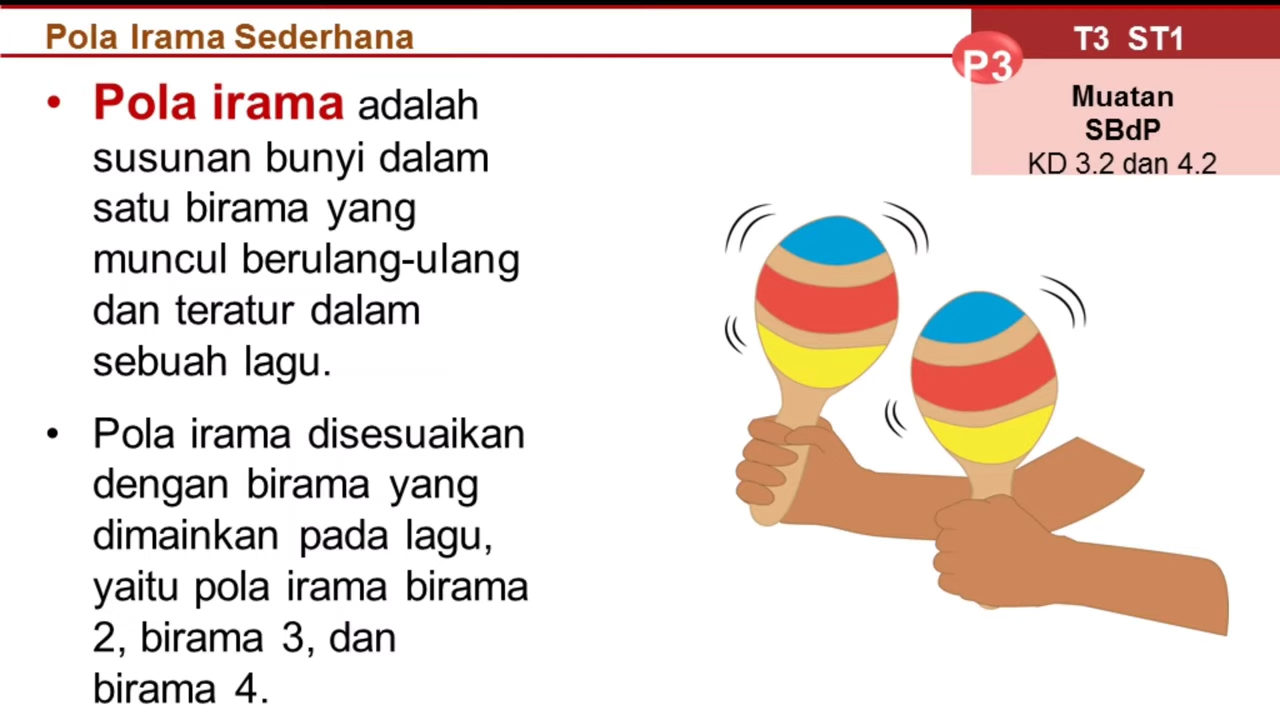 Pola Irama Sederhana
T3 ST1
P3
Muatan
SBdP
KD 3.2 dan 4.2
• Pola irama adalah
susunan bunyi dalam
satu birama yang
muncul berulang-ulang
dan teratur dalam
sebuah lagu.
• Pola irama disesuaikan
dengan birama yang
dimainkan pada lagu,
yaitu pola irama birama
2, birama 3, dan
birama 4.